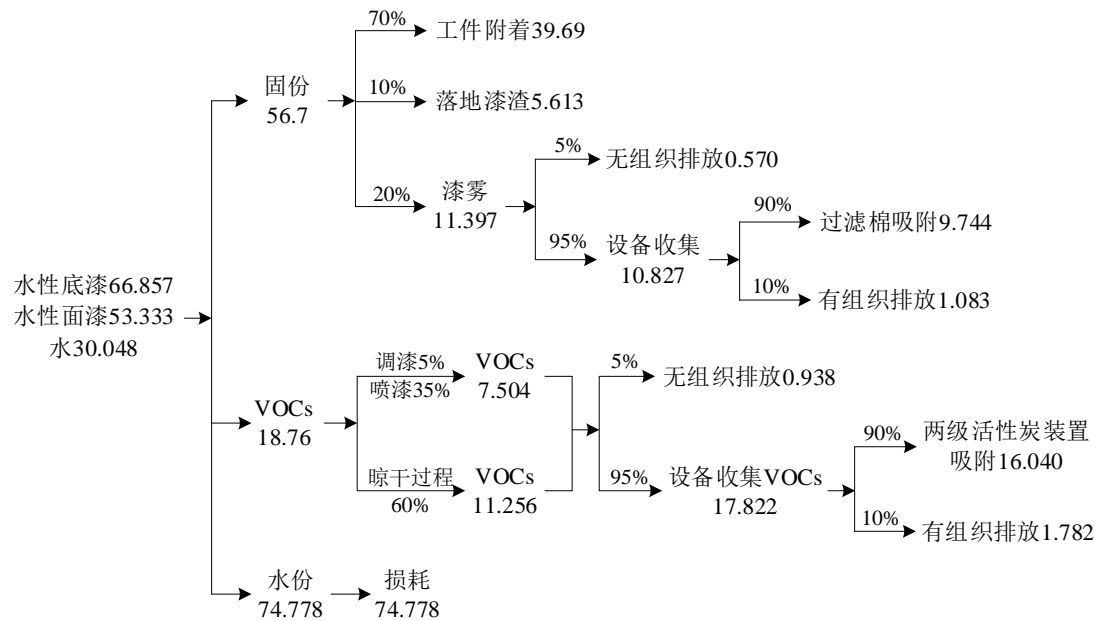 水性底漆66.857
水性面漆53.333
水30.048
固份
56.7
70%
工件附着39.69
10%
落地漆渣5.613
20%
漆雾
11.397
5%
无组织排放0.570
95%
设备收集
10.827
90%
过滤棉吸附9.744
10%
有组织排放1.083
VOCs
18.76
调漆5%
喷漆35%
VOCs
7.504
晾干过程
60%
VOCs
11.256
5%
无组织排放0.938
95%
设备收集VOCs
17.822
90%
两级活性炭装置
吸附16.040
10%
有组织排放1.782
水份
74.778
损耗
74.778